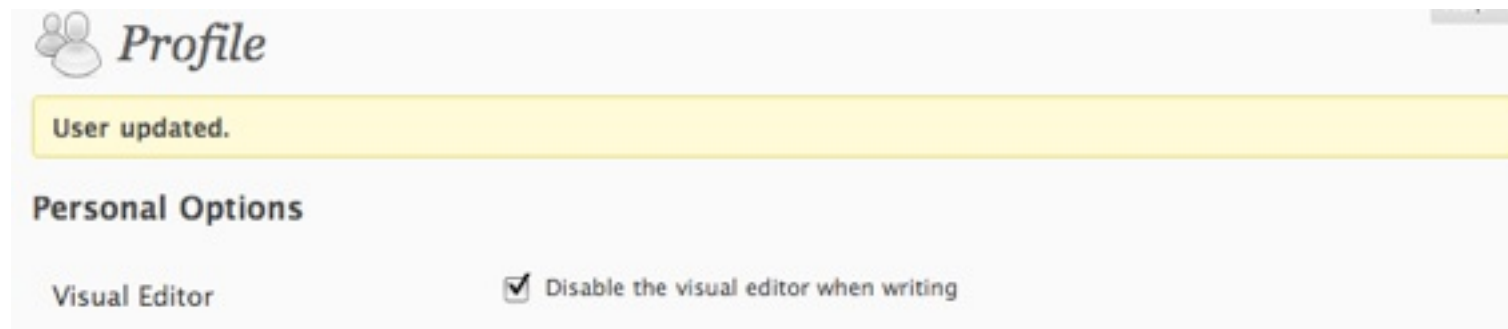 Profile
User updated.
Personal Options
Visual Editor
Disable the visual editor when writing